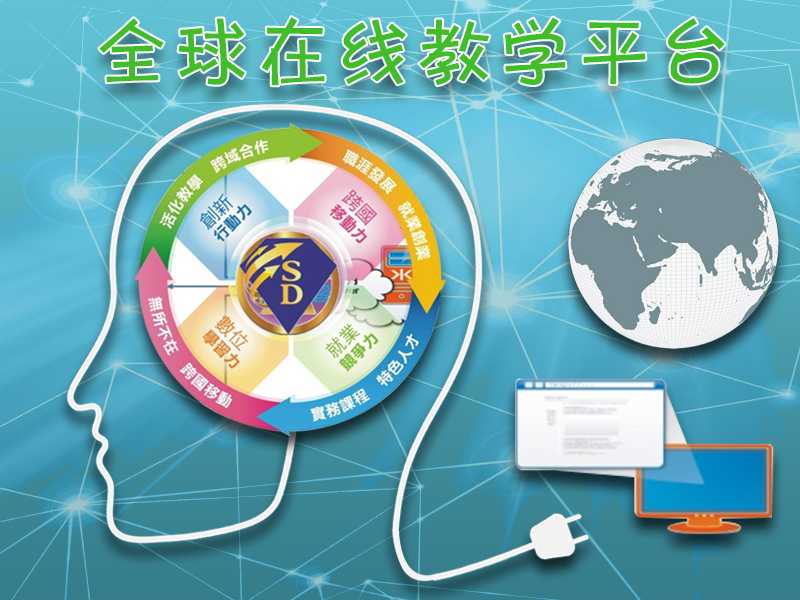 全球在线教学平台
活化教學 跨域合作
職涯發展 就業創業
創新
行動力
跨國
移動力
SD
數位
學習力
就業
競爭力
無所不在 跨國移動
實務課程 特色人才